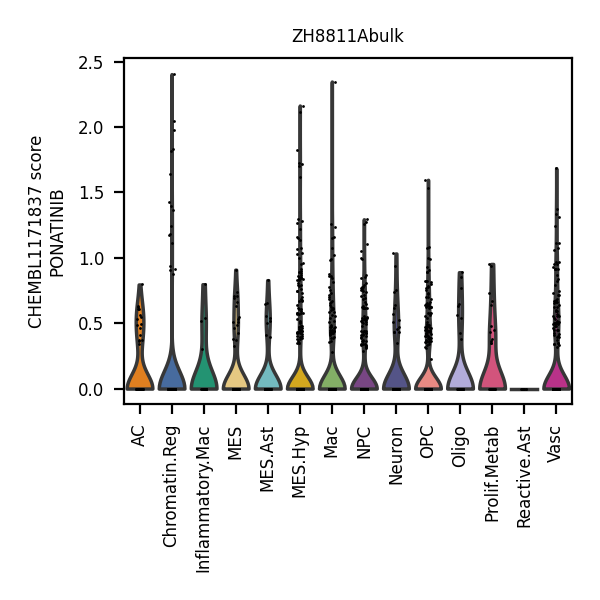 ZH8811Abulk
CHEMBL1171837 score
PONATINIB
2.5
2.0
1.5
1.0
0.5
0.0
AC
Chromatin.Reg
Inflammatory.Mac
MES
MES.Ast
MES.Hyp
Mac
NPC
Neuron
OPC
Oligo
Prolif.Metab
Reactive.Ast
Vasc